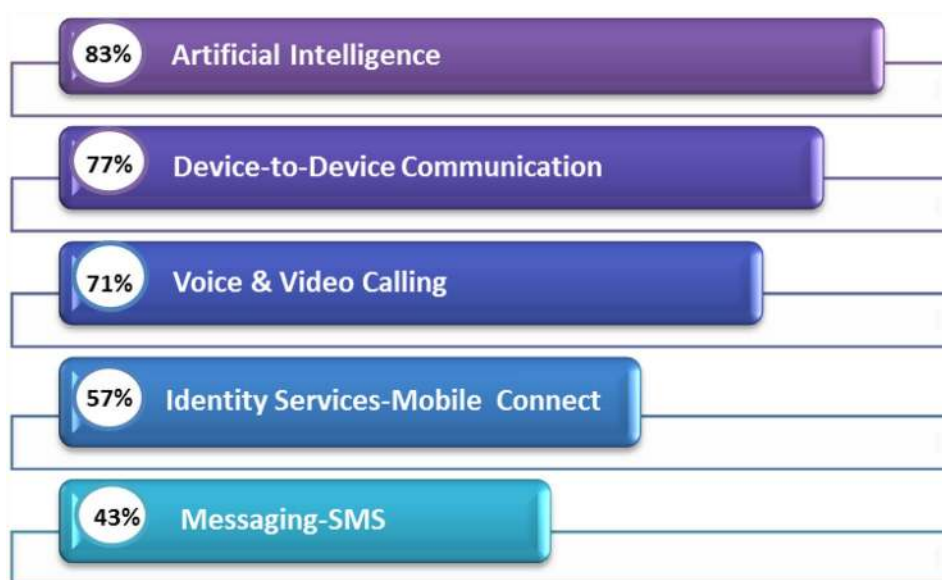 83% Artificial Intelligence
77% Device-to-Device Communication
71% Voice & Video Calling
57% Identity Services-Mobile Connect
43% Messaging-SMS